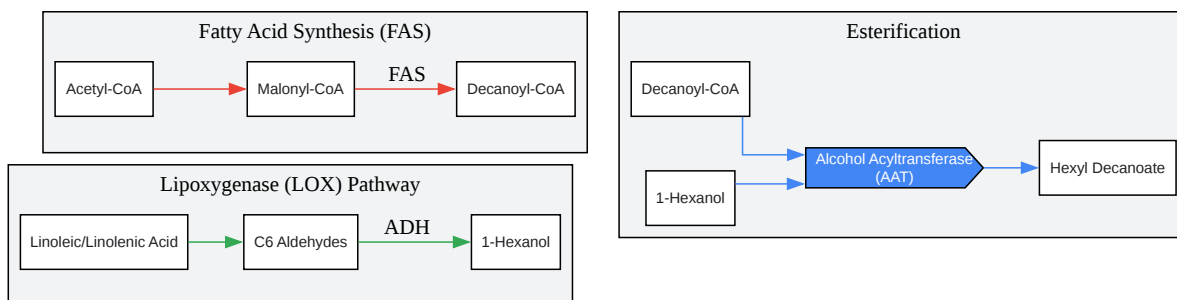 Fatty Acid Synthesis (FAS)
Acetyl-CoA
Malonyl-CoA
FAS
Decanoyl-CoA
Lipoxygenase (LOX) Pathway
Linoleic/Linolenic Acid
C6 Aldehydes
ADH
1-Hexanol
Esterification
Decanoyl-CoA
1-Hexanol
Alcohol Acyltransferase
(AAT)
Hexyl Decanoate